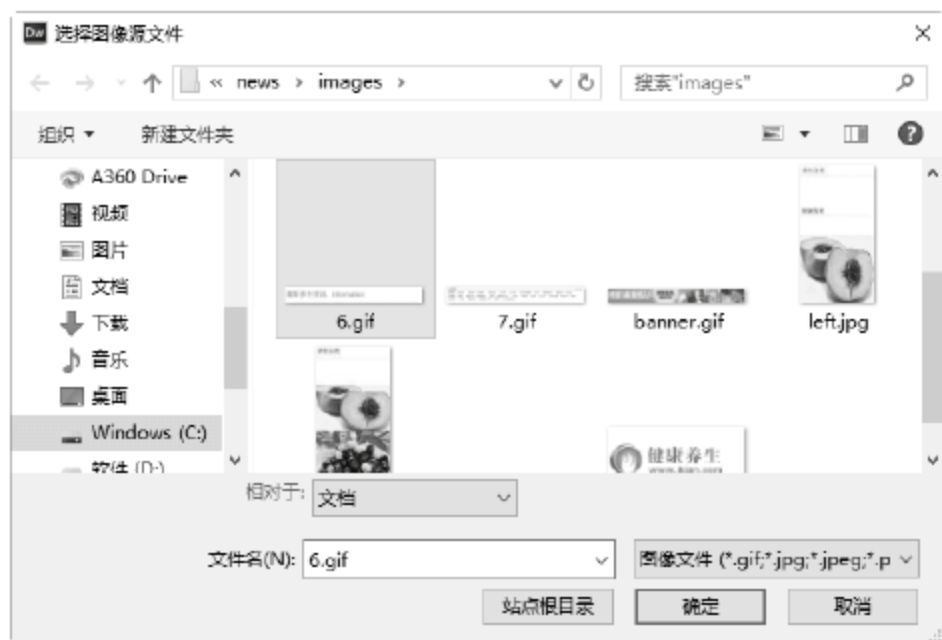 Dw 选择图像源文件
« news › images ›
搜索"images"
组织
新建文件夹
A360 Drive
视频
图片
文档
下载
音乐
桌面
Windows (C:)
软件 (D:)
6.gif
7.gif
banner.gif
left.jpg
健康养生
相对于:
文档
文件名(N):
6.gif
图像文件 (*.gif;*.jpg;*.jpeg;*.p
站点根目录
确定
取消